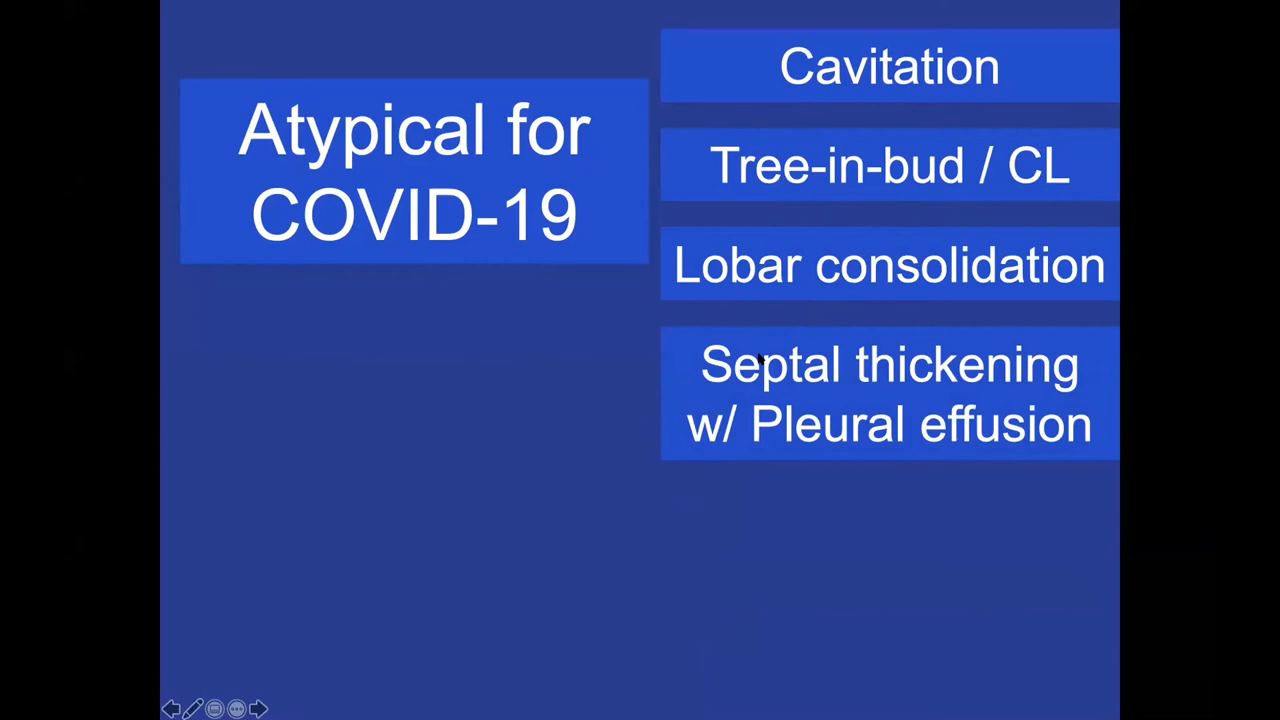 Atypical for
COVID-19
Cavitation
Tree-in-bud / CL
Lobar consolidation
Septal thickening
w/ Pleural effusion